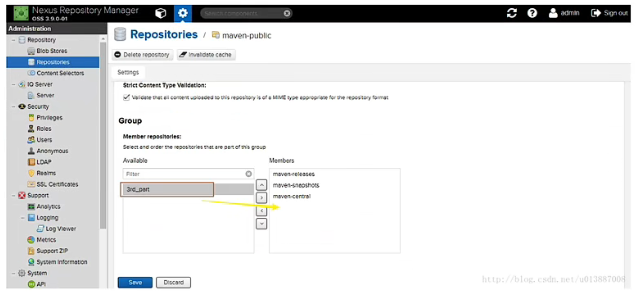 Nexus Repository Manager
OSS 3.9.0-01
Search components
admin
Sign out
Administration
Repository
Blob Stores
Repositories
Content Selectors
IQ Server
Server
Security
Privileges
Roles
Users
Anonymous
LDAP
Realms
SSL Certificates
Support
Analytics
Logging
Log Viewer
Metrics
Support ZIP
System Information
System
API
Repositories / maven-public
Delete repository
Invalidate cache
Settings
Strict Content Type Validation:
Validate that all content uploaded to this repository is of a MIME type appropriate for the repository format
Group
Member repositories:
Select and order the repositories that are part of this group
Available
Members
Filter
3rd_part
maven-releases
maven-snapshots
maven-central
Save
Discard
http://blog.csdn.net/u013887008